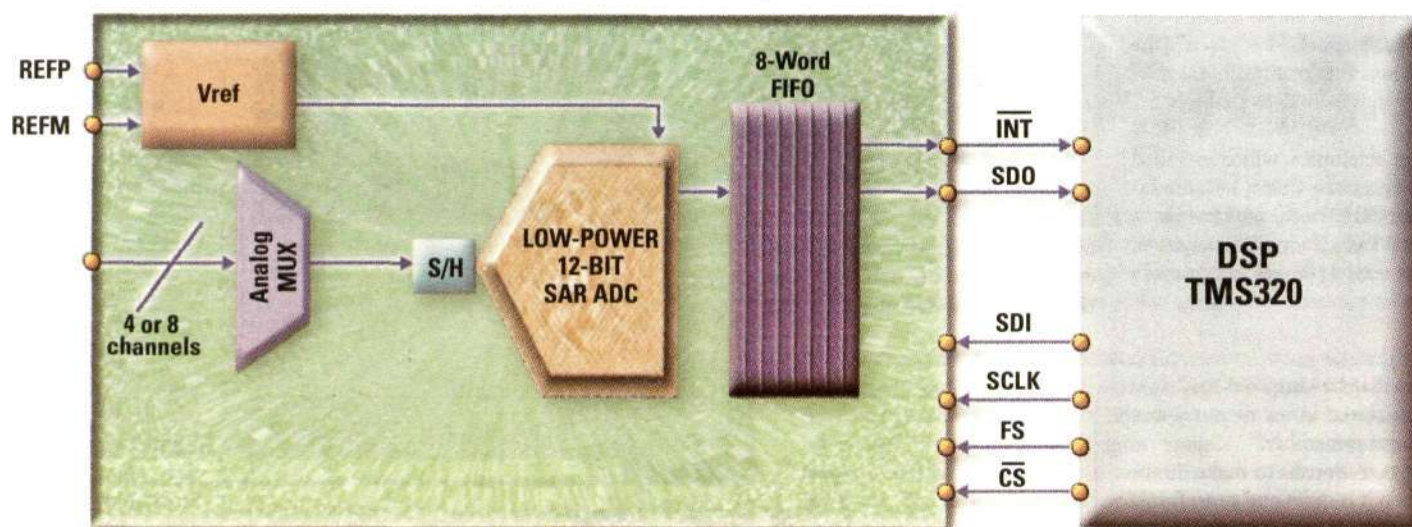 REFP
REFM
Vref
4 or 8
channels
Analog
MUX
S/H
LOW-POWER
12-BIT
SAR ADC
8-Word
FIFO
INT
SDO
SDI
SCLK
FS
CS
DSP
TMS320